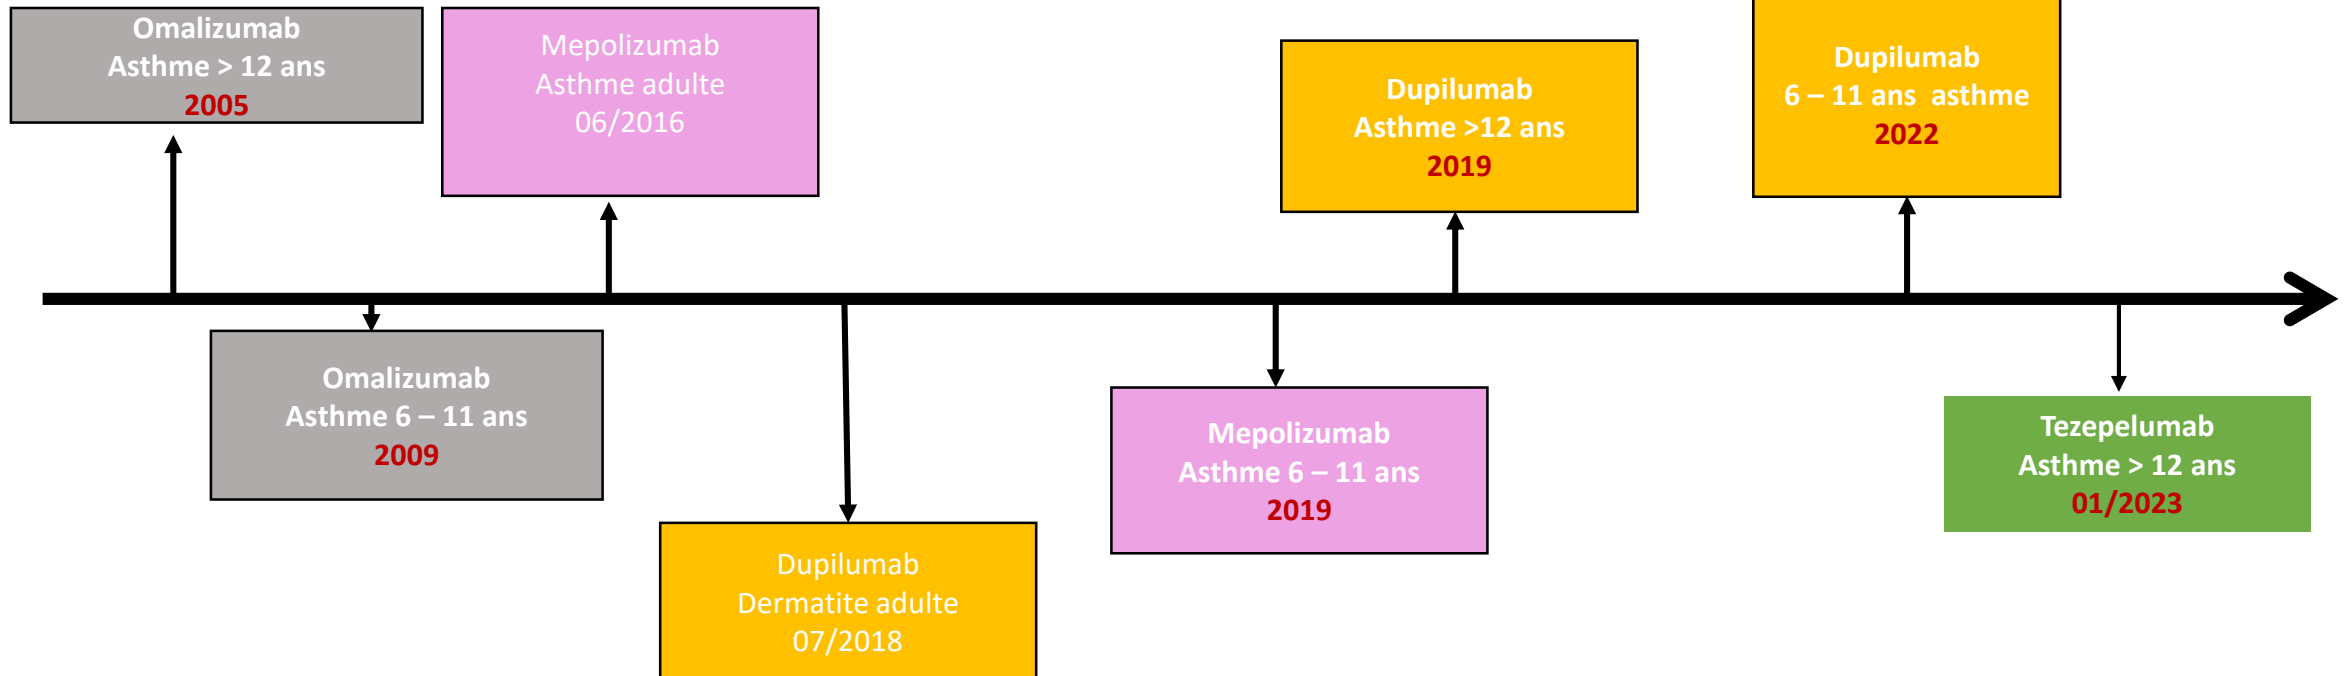 Omalizumab
Asthme > 12 ans
2005
Mepolizumab
Asthme adulte
06/2016
Dupilumab
Asthme >12 ans
2019
Dupilumab
6 – 11 ans  asthme
2022
Omalizumab
Asthme 6 – 11 ans
2009
Dupilumab
Dermatite adulte
07/2018
Mepolizumab
Asthme 6 – 11 ans
2019
Tezepelumab
Asthme > 12 ans
01/2023